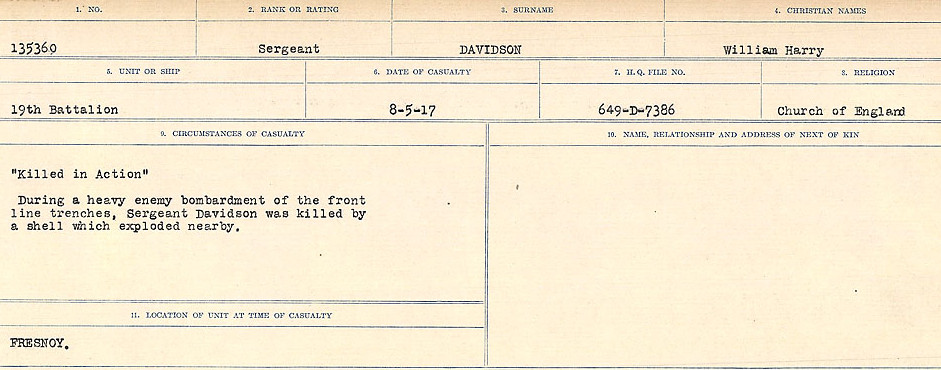 1. NO. 2. RANK OR RATING 3. SURNAME 4. CHRISTIAN NAMES
135369 Sergeant DAVIDSON William Harry
5. UNIT OR SHIP 6. DATE OF CASUALTY 7. H.Q. FILE NO. 8. RELIGION
19th Battalion 8-5-17 649-D-7386 Church of England
9. CIRCUMSTANCES OF CASUALTY 10. NAME, RELATIONSHIP AND ADDRESS OF NEXT OF KIN
"Killed in Action"
During a heavy enemy bombardment of the front
line trenches, Sergeant Davidson was killed by
a shell which exploded nearby.
11. LOCATION OF UNIT AT TIME OF CASUALTY
FRESNOY.